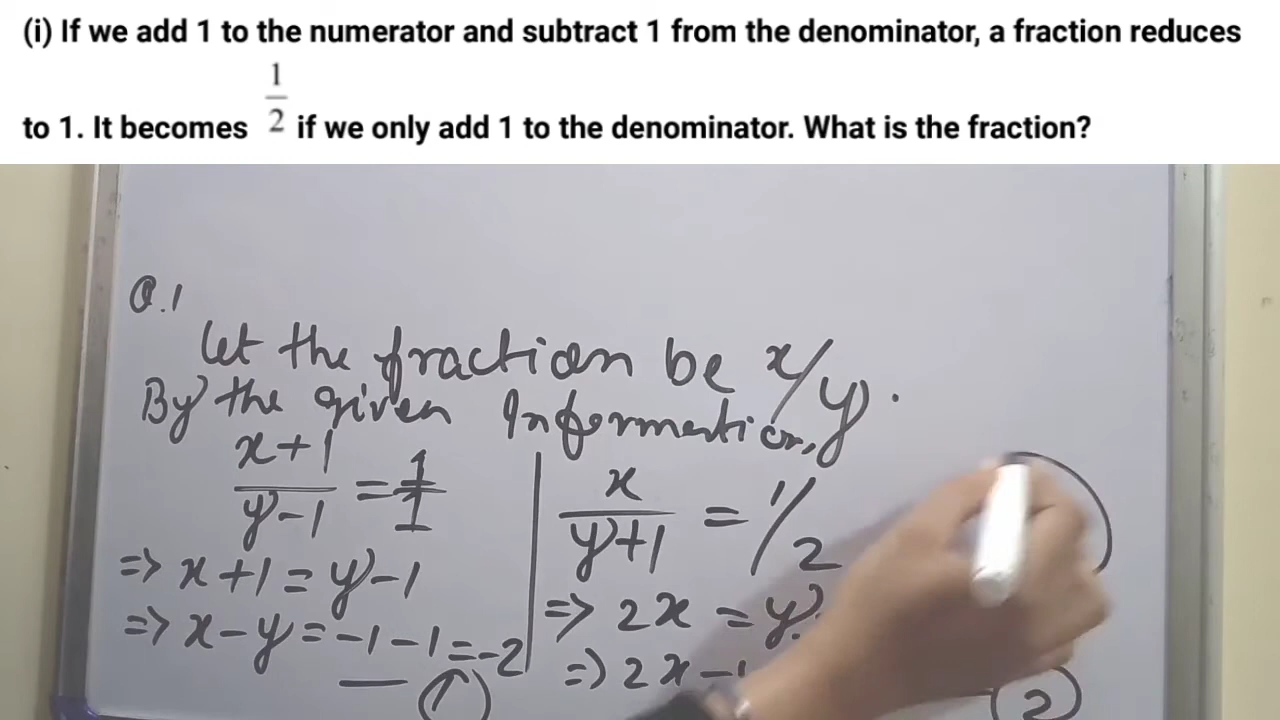 (i) If we add 1 to the numerator and subtract 1 from the denominator, a fraction reduces
to 1. It becomes 1/2 if we only add 1 to the denominator. What is the fraction?
Q.1
Let the fraction be x/y.
By the given Information,
x+1/y-1 = 1/1
=> x+1 = y-1
=> x-y = -1-1 = -2
1
x/y+1 = 1/2
=> 2x = y
=> 2x -
2